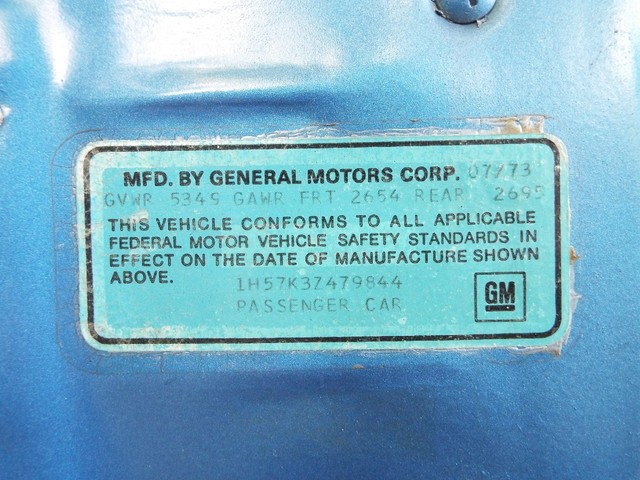 MFD. BY GENERAL MOTORS CORP. 07/73
GVWR 5349 GAWR FRT 2654 REAR 2695
THIS VEHICLE CONFORMS TO ALL APPLICABLE
FEDERAL MOTOR VEHICLE SAFETY STANDARDS IN
EFFECT ON THE DATE OF MANUFACTURE SHOWN
ABOVE.
1H57K3Z479844
PASSENGER CAR
GM